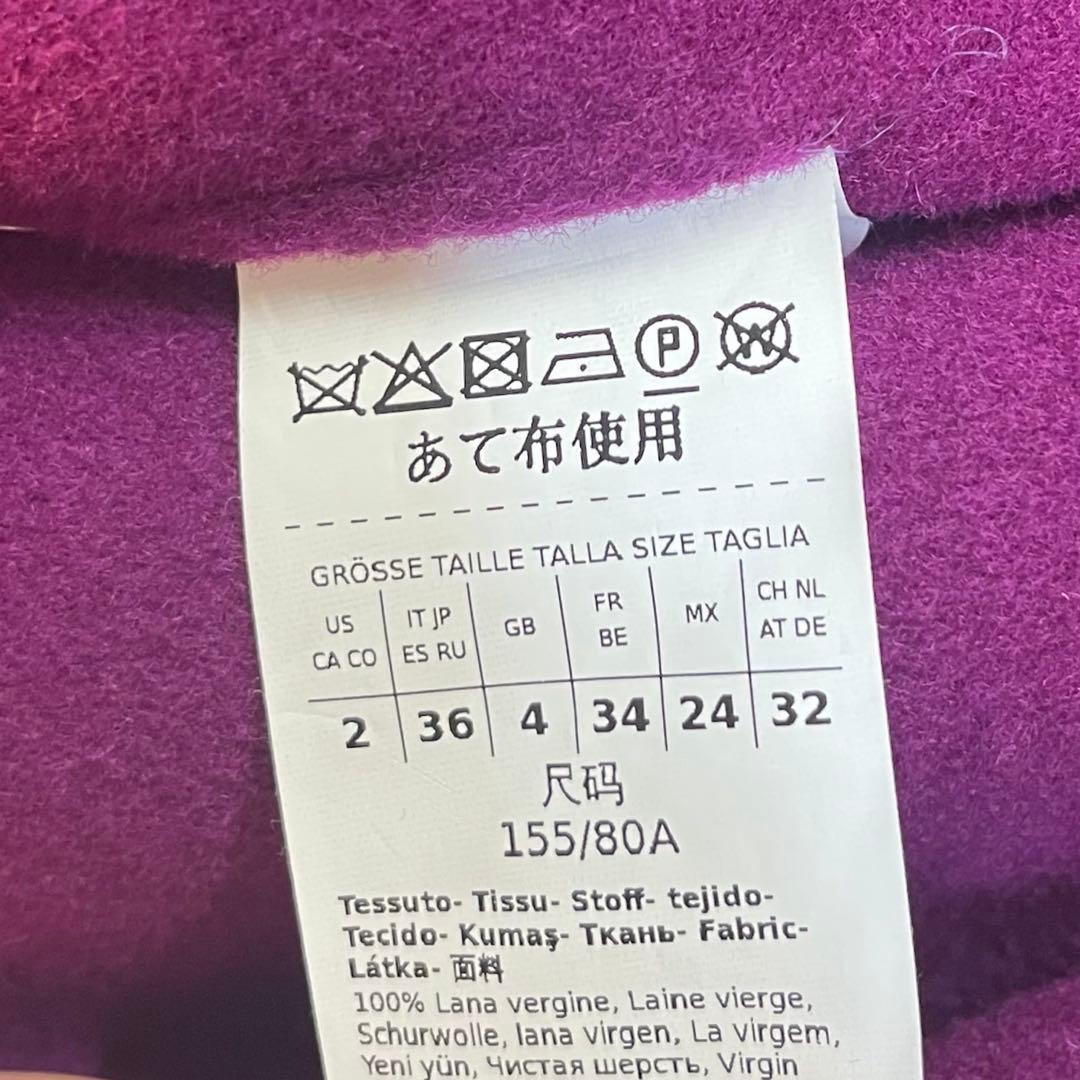 P W
あて布使用
GRÖSSE TAILLE TALLA SIZE TAGLIA
US IT JP GB FR MX CH NL
CA CO ES RU BE AT DE
2 36 4 34 24 32
尺码
155/80A
Tessuto- Tissu- Stoff- tejido-
Tecido- Kumaş- Ткань- Fabric-
Látka- 面料
100% Lana vergine, Laine vierge,
Schurwolle, lana virgen, La virgem,
Yeni yün, Чистая шерсть, Virgin